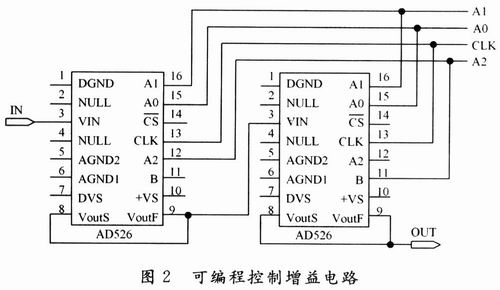 A1
A0
CLK
A2
IN
1 DGND A1 16
2 NULL A0 15
3 VIN CS 14
4 NULL CLK 13
5 AGND2 A2 12
6 AGND1 B 11
7 DVS +VS 10
8 VoutS VoutF 9
AD526
1 DGND A1 16
2 NULL A0 15
3 VIN CS 14
4 NULL CLK 13
5 AGND2 A2 12
6 AGND1 B 11
7 DVS +VS 10
8 VoutS VoutF 9
AD526
OUT
图 2 可编程控制增益电路